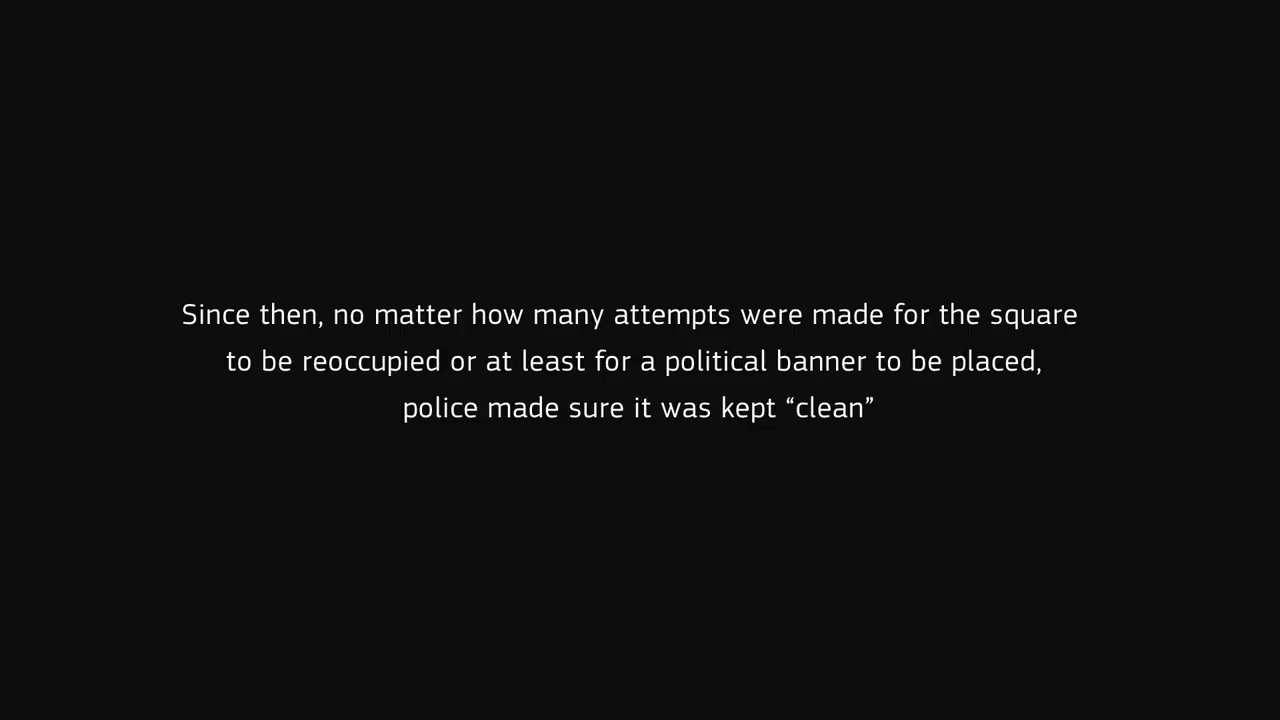 Since then, no matter how many attempts were made for the square
to be reoccupied or at least for a political banner to be placed,
police made sure it was kept “clean”